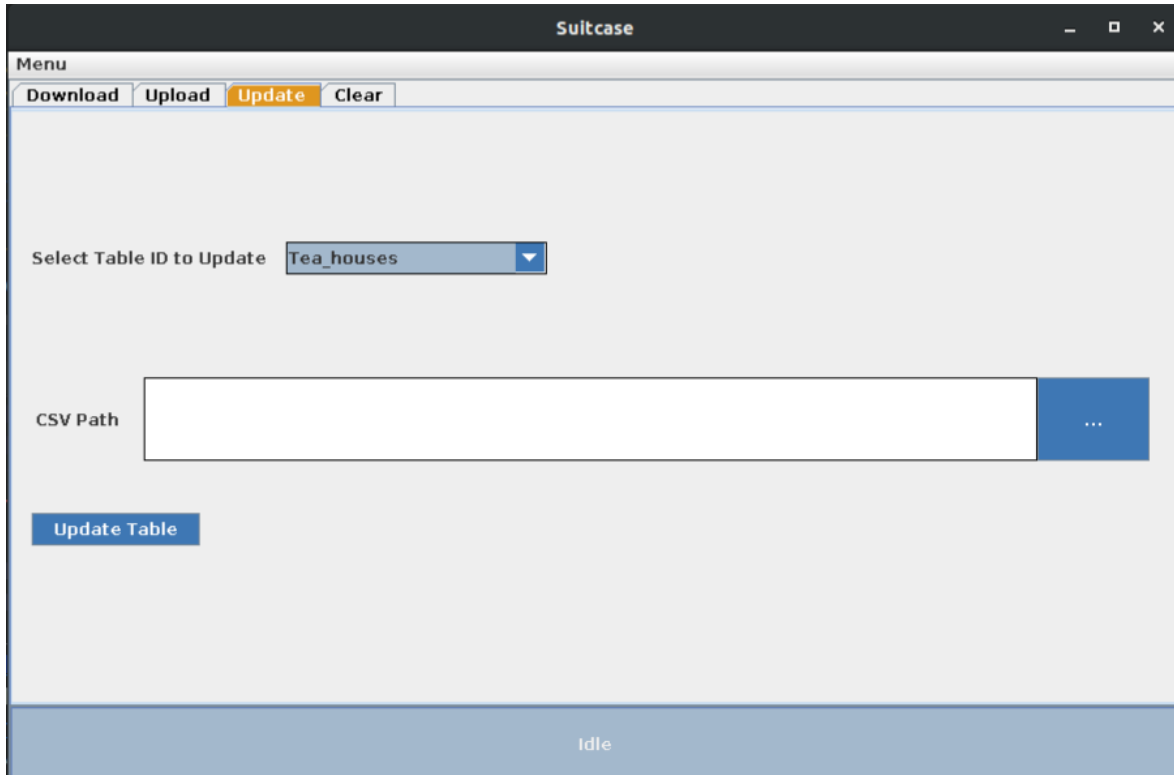 Suitcase
Menu
Download Upload Update Clear
Select Table ID to Update Tea_houses
CSV Path ...
Update Table
Idle